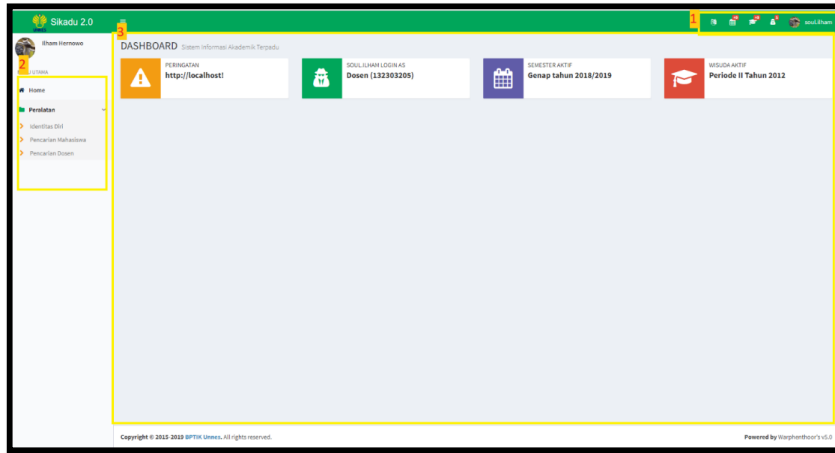 Sikadu 2.0
1
soul.ilham
3
Ilham Hernowo
DASHBOARD Sistem Informasi Akademik Terpadu
2
UTAMA
PERINGATAN
http://localhost!
SOUL.ILHAM LOGIN AS
Dosen (132303205)
SEMESTER AKTIF
Genap tahun 2018/2019
WISUDA AKTIF
Periode II Tahun 2012
Home
Peralatan
Identitas Diri
Pencarian Mahasiswa
Pencarian Dosen
Copyright © 2015-2019 BPTIK Unnes. All rights reserved.
Powered by Warphenthoor's v5.0